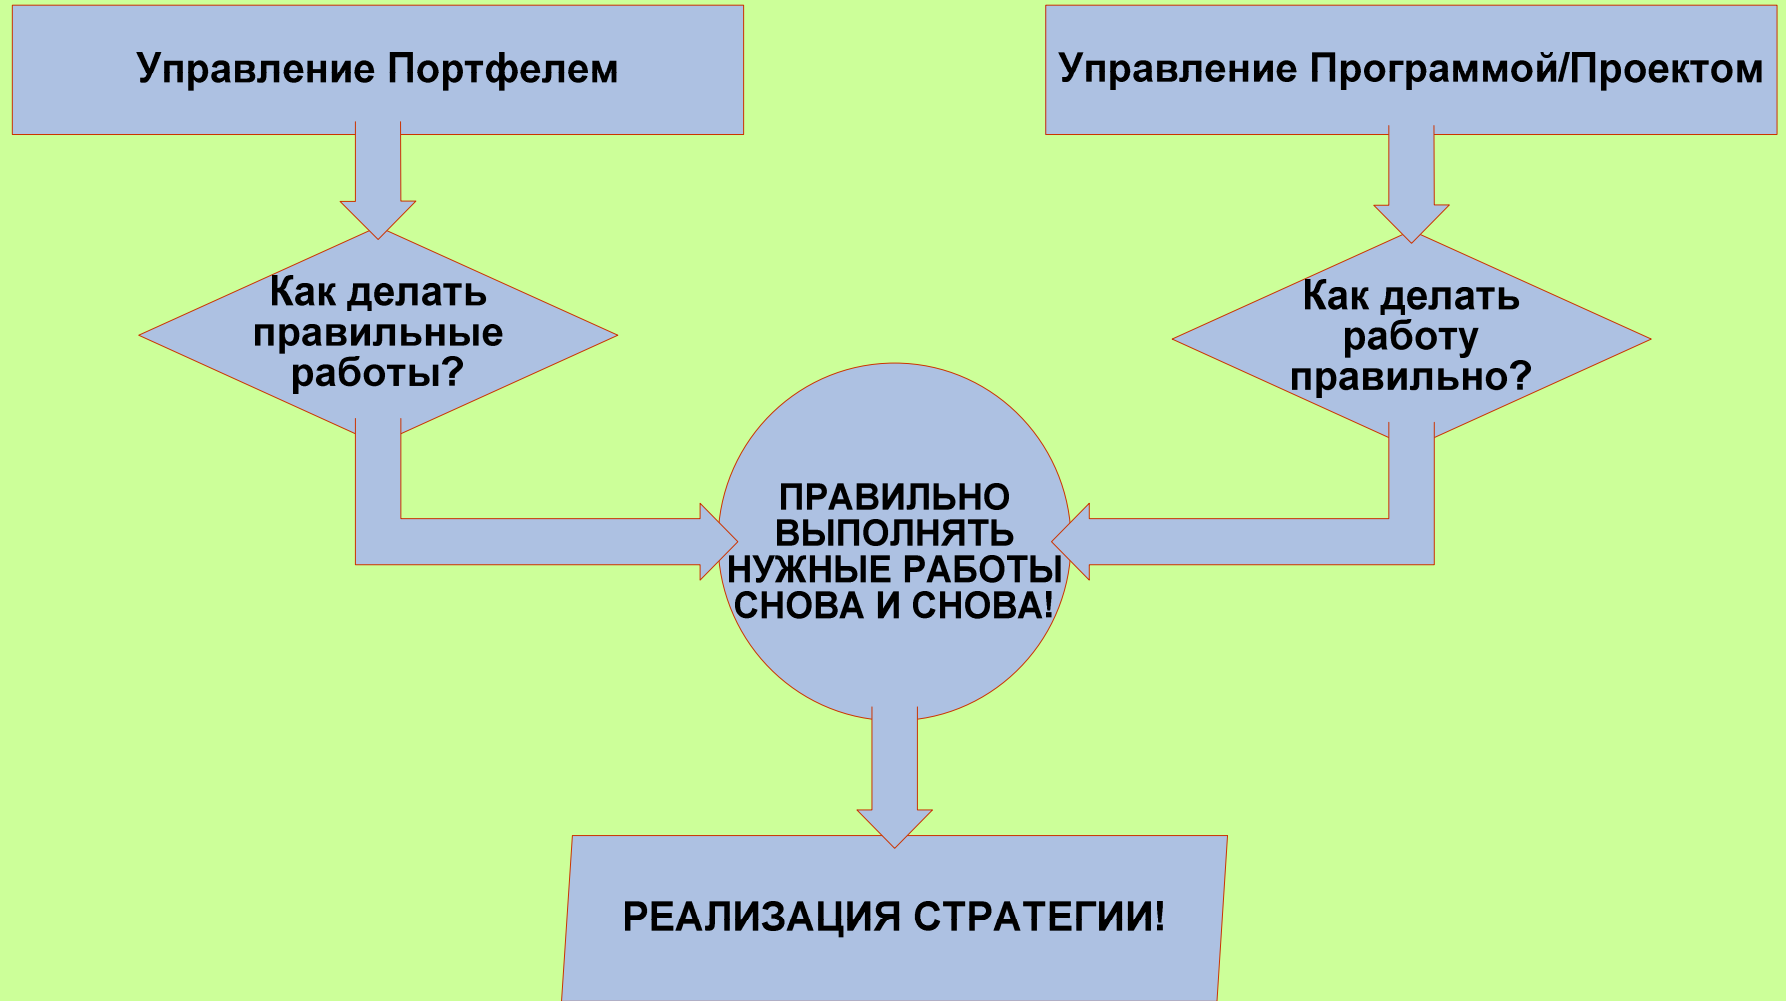 Управление Портфелем
Управление Программой/Проектом
Как делать
правильные
работы?
Как делать
работу
правильно?
ПРАВИЛЬНО
ВЫПОЛНЯТЬ
НУЖНЫЕ РАБОТЫ
СНОВА И СНОВА!
РЕАЛИЗАЦИЯ СТРАТЕГИИ!